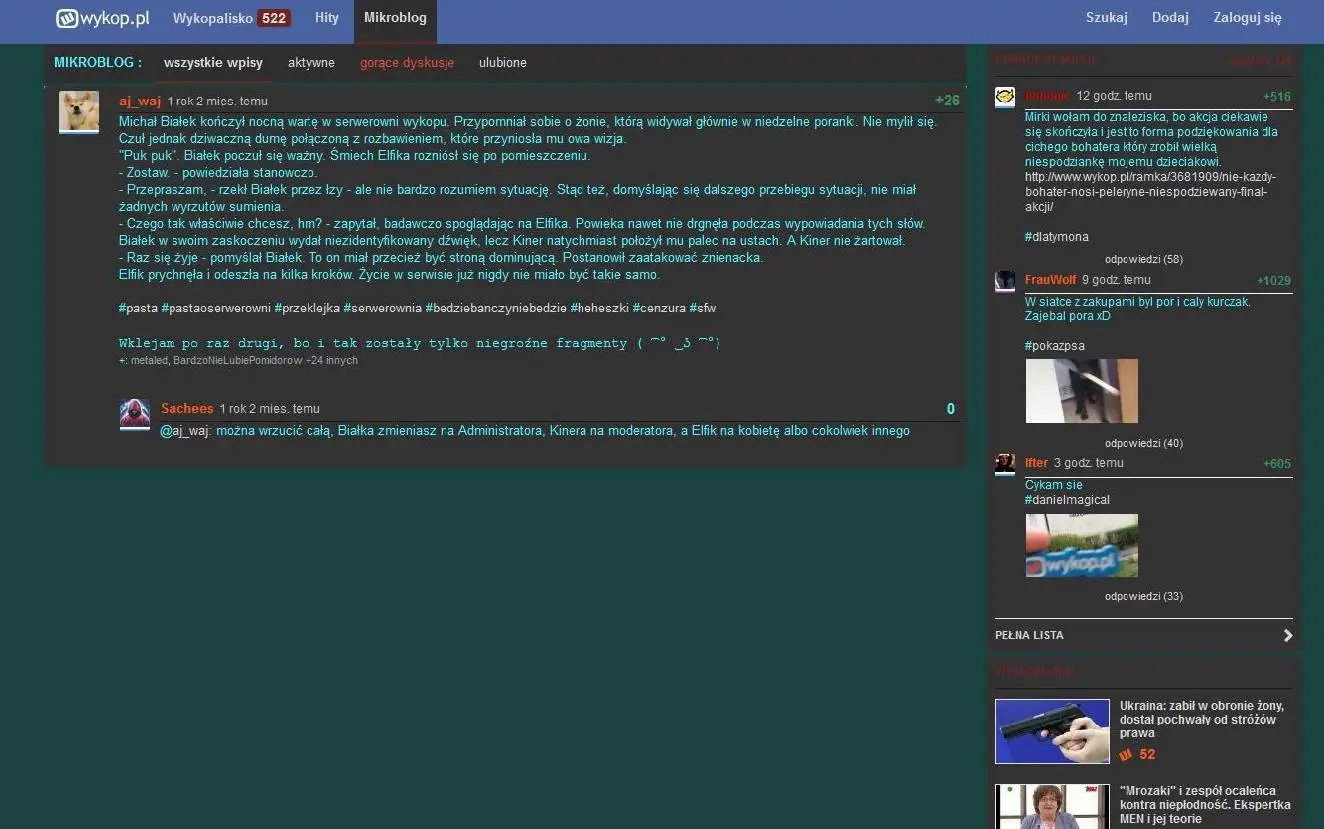 wykop.pl Wykopalisko 522 Hity Mikroblog Szukaj Dodaj Zaloguj się
MIKROBLOG : wszystkie wpisy aktywne gorące dyskusje ulubione
aj_waj 1 rok 2 mies. temu +26
Michał Białek kończył nocną wartę w serwerowni wykopu. Przypomniał sobie o żonie, którą widywał głównie w niedzelne poranki. Nie mylił się.
Czuł jednak dziwaczną dumę połączoną z rozbawieniem, które przyniosła mu owa wizja.
"Puk puk". Białek poczuł się ważny. Śmiech Elfika rozniósł się po pomieszczeniu.
- Zostaw. - powiedziała stanowczo.
- Przepraszam, - rzekł Białek przez łzy - ale nie bardzo rozumiem sytuację. Stąd też, domyślając się dalszego przebiegu sytuacji, nie miał
żadnych wyrzutów sumienia.
- Czego tak właściwie chcesz, hm? - zapytał, badawczo spoglądając na Elfika. Powieka nawet nie drgnęła podczas wypowiadania tych słów.
Białek w swoim zaskoczeniu wydał niezidentyfikowany dźwięk, lecz Kiner natychmiast położył mu palec na ustach. A Kiner nie żartował.
- Raz się żyje - pomyślał Białek. To on miał przecież być stroną dominującą. Postanowił zaatakować znienacka.
Elfik prychnęła i odeszła na kilka kroków. Życie w serwisie już nigdy nie miało być takie samo.
#pasta #pastaoserwerowni #przeklejka #serwerownia #bedziebanczyniebedzie #heheszki #cenzura #sfw
Wklejam po raz drugi, bo i tak zostały tylko niegroźne fragmenty ( ͡° ͜ʖ ͡°)
+: metaled, BardzoNieLubiePomidorow +24 innych
Sachees 1 rok 2 mies. temu 0
@aj_waj: można wrzucić całą, Białka zmieniasz na Administratora, Kinera na moderatora, a Elfik na kobietę albo cokolwiek innego
12 godz. temu +516
Mirki wołam do znaleziska, bo akcja ciekawie
się skończyła i jest to forma podziękowania dla
cichego bohatera który zrobił wielką
niespodziankę mojemu dzieciakowi.
http://www.wykop.pl/ramka/3681909/nie-kazdy-
bohater-nosi-peleryne-niespodziewany-final-
akcji/
#dlatymona
odpowiedzi (58)
FrauWolf 9 godz. temu +1029
W siatce z zakupami byl por i caly kurczak.
Zajebal pora xD
#pokazpsa
odpowiedzi (40)
lfter 3 godz. temu +605
Cykam sie
#danielmagical
wykop.pl
odpowiedzi (33)
PEŁNA LISTA
Ukraina: zabił w obronie żony,
dostał pochwały od stróżów
prawa
52
"Mrozaki" i zespół ocaleńca
kontra niepłodność. Ekspertka
MEN i jej teorie